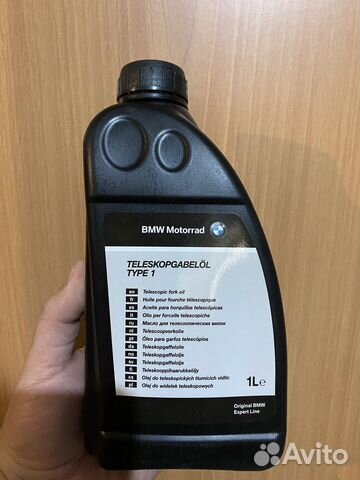 BMW Motorrad
TELESKOPGABELÖL
TYPE 1
en Telescopic fork oil
fr Huile pour fourche télescopique
es Aceite para horquillas telescópicas
it Olio per forcelle telescopiche
ru Масло для телескопических вилок
nl Telescoopvorkolie
pt Óleo para garfos telescópios
da Teleskopgaffelolie
no Teleskopgaffelolje
sv Teleskopgaffelolja
fi Teleskooppihaarukkaöljy
cs Olej do teleskopických tlumicích vidlic
pl Olej do widelek teleskopowych
1L℮
Original BMW
Expert Line
Avito